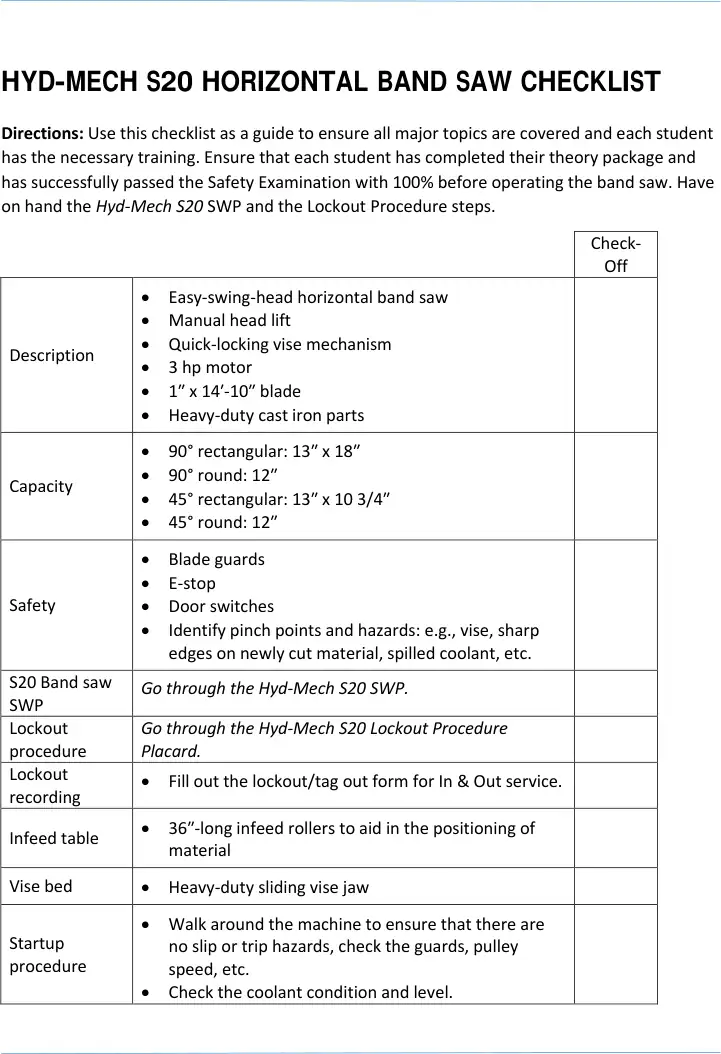 HYD-MECH S20 HORIZONTAL BAND SAW CHECKLIST
Directions: Use this checklist as a guide to ensure all major topics are covered and each student
has the necessary training. Ensure that each student has completed their theory package and
has successfully passed the Safety Examination with 100% before operating the band saw. Have
on hand the Hyd-Mech S20 SWP and the Lockout Procedure steps.
Check-
Off
Description
• Easy-swing-head horizontal band saw
• Manual head lift
• Quick-locking vise mechanism
• 3 hp motor
• 1″ x 14′-10″ blade
• Heavy-duty cast iron parts
Capacity
• 90° rectangular: 13″ x 18″
• 90° round: 12″
• 45° rectangular: 13″ x 10 3/4″
• 45° round: 12″
Safety
• Blade guards
• E-stop
• Door switches
• Identify pinch points and hazards: e.g., vise, sharp
edges on newly cut material, spilled coolant, etc.
S20 Band saw
SWP
Go through the Hyd-Mech S20 SWP.
Lockout
procedure
Go through the Hyd-Mech S20 Lockout Procedure
Placard.
Lockout
recording
• Fill out the lockout/tag out form for In & Out service.
Infeed table
• 36″-long infeed rollers to aid in the positioning of
material
Vise bed
• Heavy-duty sliding vise jaw
Startup
procedure
• Walk around the machine to ensure that there are
no slip or trip hazards, check the guards, pulley
speed, etc.
• Check the coolant condition and level.